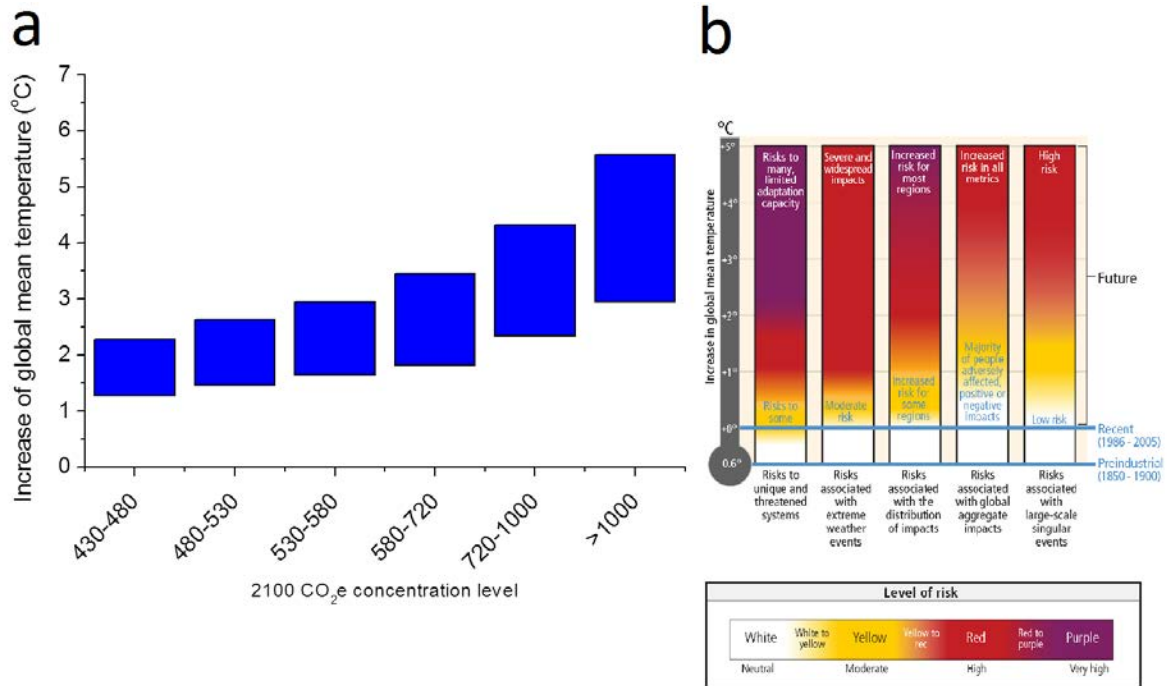 a
Increase of global mean temperature (°C)
7
6
5
4
3
2
1
0
430-480
480-530
530-580
580-720
720-1000
>1000
2100 CO₂e concentration level
b
°C
Increase in global mean temperature
+5°
+4°
+3°
+2°
+1°
+0°
0.6°
Risks to
many,
limited
adaptation
capacity
Risks to
some
Severe and
widespread
impacts
Moderate
risk
Increased
risk for
most
regions
Increased
risk for
some
regions
Increased
risk in all
metrics
Majority
of people
adversely
affected,
positive or
negative
impacts
High
risk
Low risk
Future
Recent
(1986 - 2005)
Preindustrial
(1850 - 1900)
Risks to
unique and
threatened
systems
Risks
associated
with
extreme
weather
events
Risks
associated
with the
distribution
of impacts
Risks
associated
with global
aggregate
impacts
Risks
associated
with
large-scale
singular
events
Level of risk
White
White to
yellow
Yellow
Yellow to
red
Red
Red to
purple
Purple
Neutral
Moderate
High
Very high